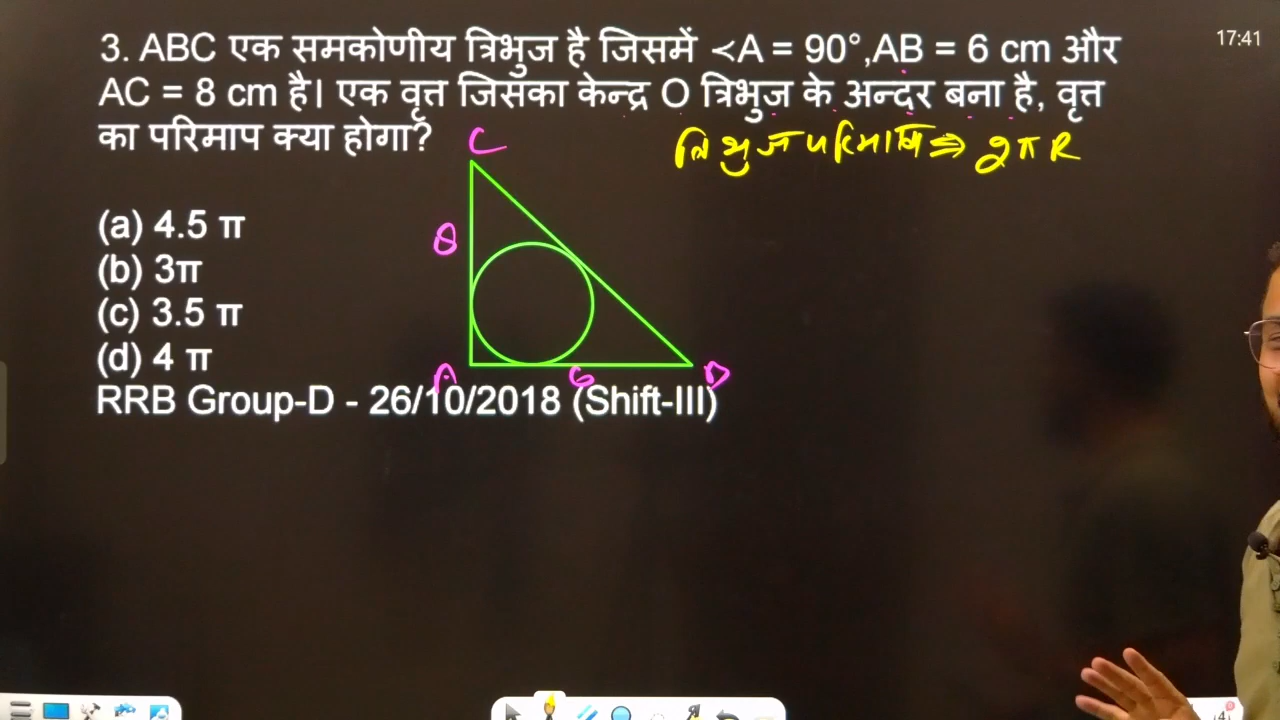 3. ABC एक समकोणीय त्रिभुज है जिसमें <A = 90°,AB = 6 cm और
17:41
AC = 8 cm है। एक वृत्त जिसका केन्द्र O त्रिभुज के अन्दर बना है, वृत्त
का परिमाप क्या होगा?
⇒ 2πR
C
(a) 4.5 π
8
(b) 3π
(c) 3.5 π
(d) 4 π
A
6
RRB Group-D - 26/10/2018 (Shift-III)